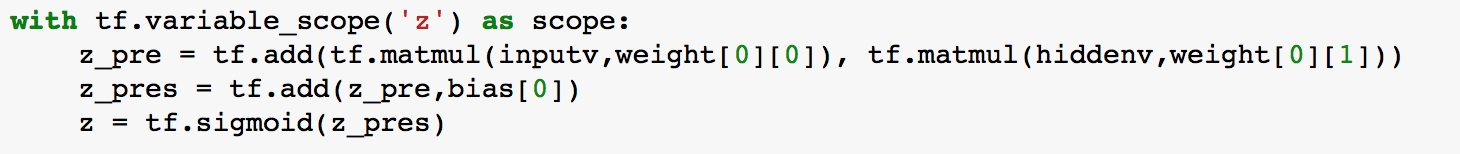 with tf.variable_scope('z') as scope:
    z_pre = tf.add(tf.matmul(inputv,weight[0][0]), tf.matmul(hiddenv,weight[0][1]))
    z_pres = tf.add(z_pre,bias[0])
    z = tf.sigmoid(z_pres)